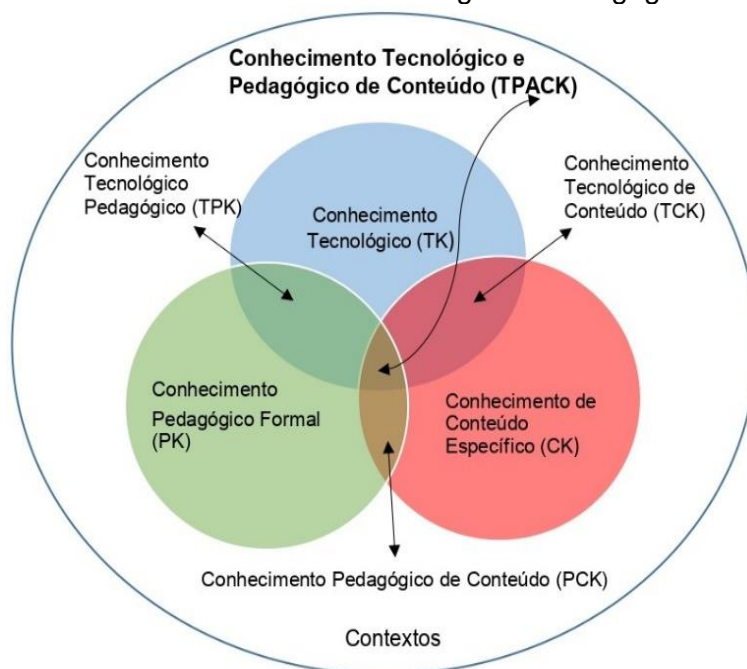 Conhecimento Tecnológico e
Pedagógico de Conteúdo (TPACK)
Conhecimento
Tecnológico
Pedagógico (TPK)
Conhecimento
Tecnológico de
Conteúdo (TCK)
Conhecimento
Tecnológico (TK)
Conhecimento
Pedagógico Formal
(PK)
Conhecimento de
Conteúdo
Específico (CK)
Conhecimento Pedagógico de Conteúdo (PCK)
Contextos